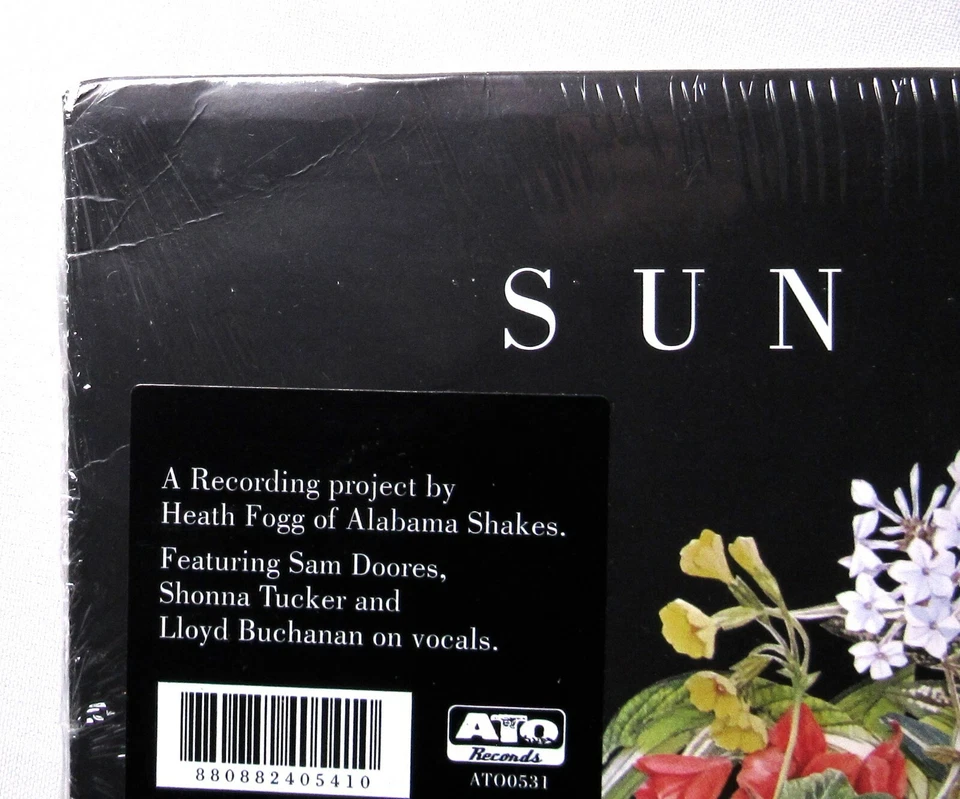 SUN
A Recording project by
Heath Fogg of Alabama Shakes.
Featuring Sam Doores,
Shonna Tucker and
Lloyd Buchanan on vocals.
880882405410
ATO
Records
ATO0531